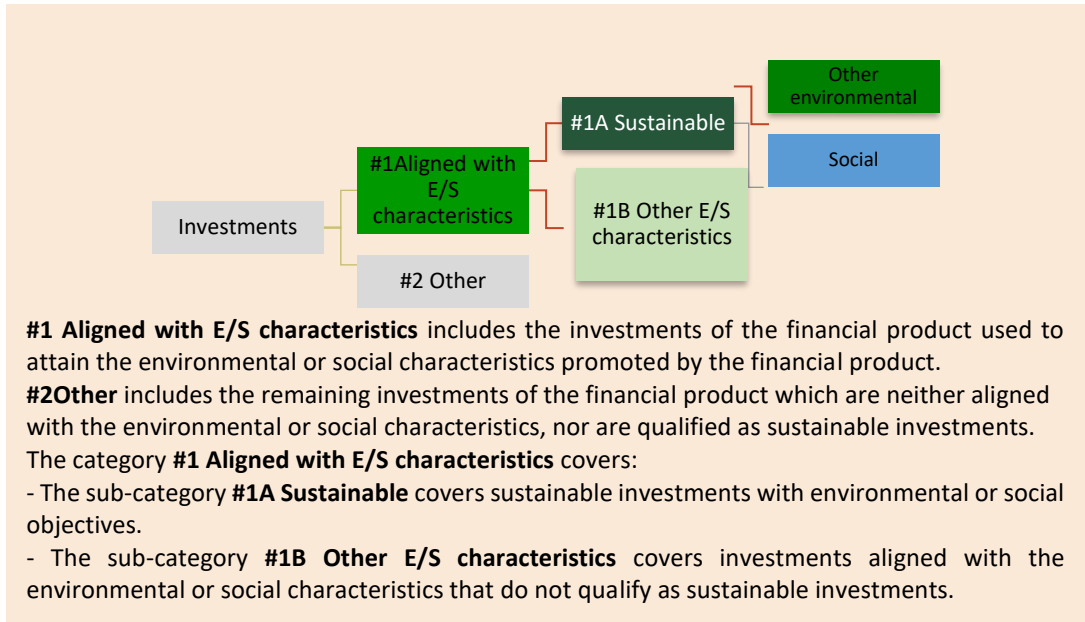 Other
environmental
#1A Sustainable
Social
#1Aligned with
E/S
characteristics
#1B Other E/S
characteristics
Investments
#2 Other
#1 Aligned with E/S characteristics includes the investments of the financial product used to
attain the environmental or social characteristics promoted by the financial product.
#2Other includes the remaining investments of the financial product which are neither aligned
with the environmental or social characteristics, nor are qualified as sustainable investments.
The category #1 Aligned with E/S characteristics covers:
- The sub-category #1A Sustainable covers sustainable investments with environmental or social
objectives.
- The sub-category #1B Other E/S characteristics covers investments aligned with the
environmental or social characteristics that do not qualify as sustainable investments.